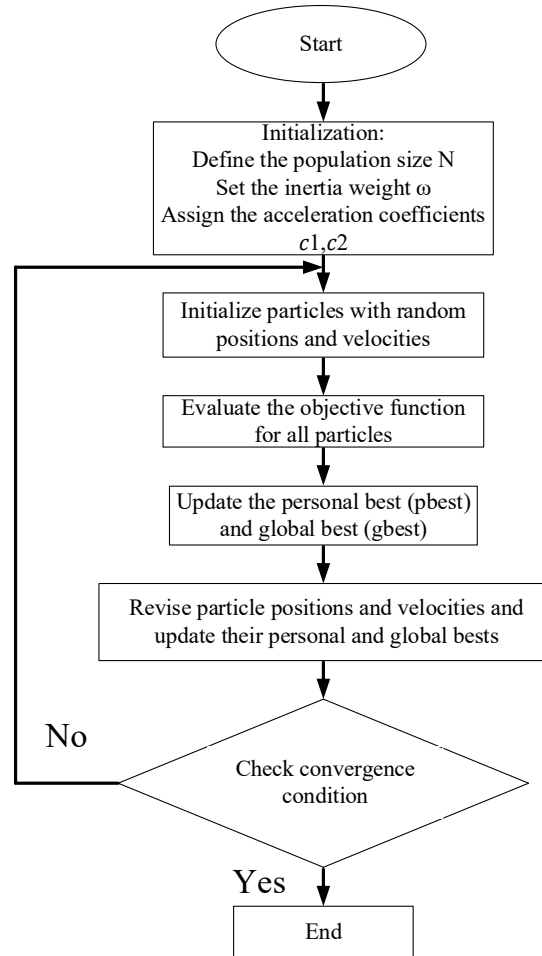 Start
Initialization:
Define the population size N
Set the inertia weight ω
Assign the acceleration coefficients
c1,c2
Initialize particles with random
positions and velocities
Evaluate the objective function
for all particles
Update the personal best (pbest)
and global best (gbest)
Revise particle positions and velocities and
update their personal and global bests
No
Check convergence
condition
Yes
End